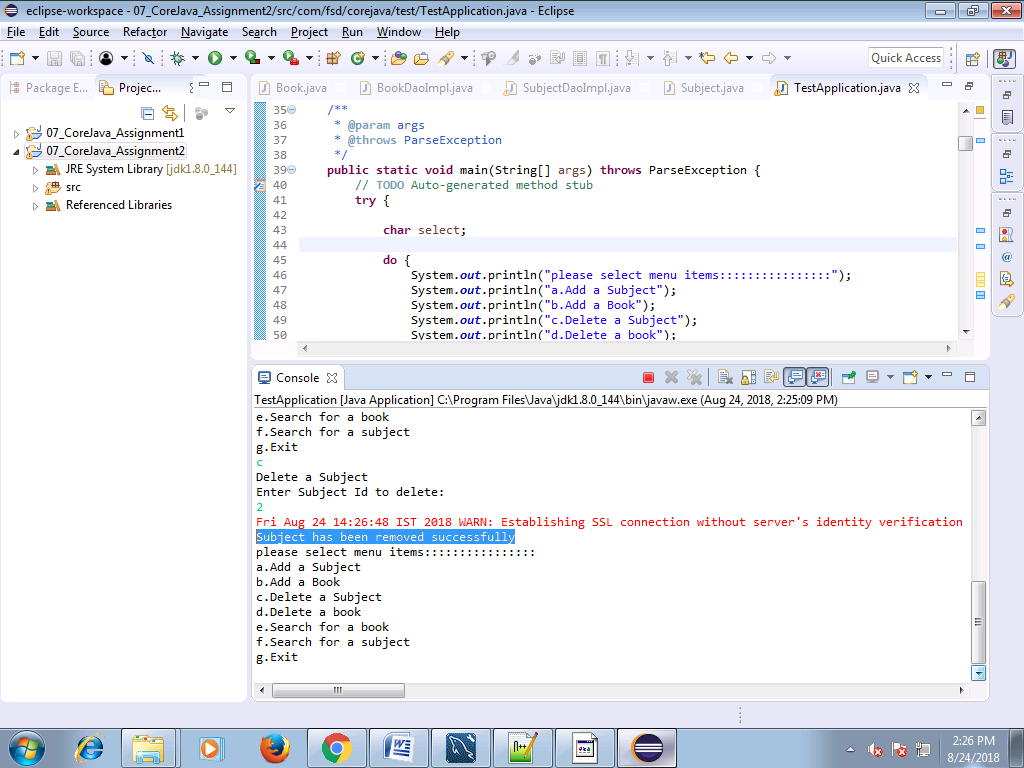 eclipse-workspace - 07_CoreJava_Assignment2/src/com/fsd/corejava/test/TestApplication.java - Eclipse
File Edit Source Refactor Navigate Search Project Run Window Help
Quick Access
Package E... Projec...
07_CoreJava_Assignment1
07_CoreJava_Assignment2
JRE System Library [jdk1.8.0_144]
src
Referenced Libraries
Book.java BookDaoImpl.java SubjectDaoImpl.java Subject.java TestApplication.java
35 /**
36 * @param args
37 * @throws ParseException
38 */
39 public static void main(String[] args) throws ParseException {
40 // TODO Auto-generated method stub
41 try {
42
43 char select;
44
45 do {
46 System.out.println("please select menu items::::::::::::::::");
47 System.out.println("a.Add a Subject");
48 System.out.println("b.Add a Book");
49 System.out.println("c.Delete a Subject");
50 System.out.println("d.Delete a book");
Console
TestApplication [Java Application] C:\Program Files\Java\jdk1.8.0_144\bin\javaw.exe (Aug 24, 2018, 2:25:09 PM)
e.Search for a book
f.Search for a subject
g.Exit
c
Delete a Subject
Enter Subject Id to delete:
2
Fri Aug 24 14:26:48 IST 2018 WARN: Establishing SSL connection without server's identity verification
Subject has been removed successfully
please select menu items::::::::::::::::
a.Add a Subject
b.Add a Book
c.Delete a Subject
d.Delete a book
e.Search for a book
f.Search for a subject
g.Exit
2:26 PM
8/24/2018